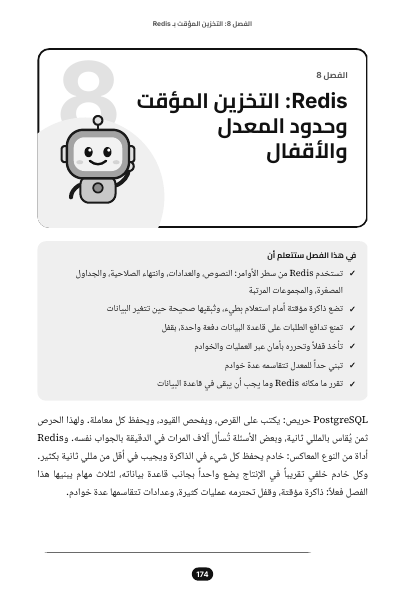 الفصل 8: التخزين المؤقت بـ Redis
8
الفصل 8
Redis: التخزين المؤقت
وحدود المعدل
والأقفال
في هذا الفصل ستتعلم أن
✓ تستخدم Redis من سطر الأوامر: النصوص، والعدادات، وانتهاء الصلاحية، والجداول
المصغرة، والمجموعات المرتبة
✓ تضع ذاكرة مؤقتة أمام استعلام بطيء، وتُبقيها صحيحة حين تتغير البيانات
✓ تمنع تدافع الطلبات على قاعدة البيانات دفعة واحدة، بقفل
✓ تأخذ قفلاً وتحرره بأمان عبر العمليات والخوادم
✓ تبني حداً للمعدل تتقاسمه عدة خوادم
✓ تقرر ما مكانه Redis وما يجب أن يبقى في قاعدة البيانات
PostgreSQL حريص: يكتب على القرص، ويفحص القيود، ويحفظ كل معاملة. ولهذا الحرص
ثمن يُقاس بالمللي ثانية، وبعض الأسئلة تُسأل آلاف المرات في الدقيقة بالجواب نفسه. وRedis
أداة من النوع المعاكس: خادم يحفظ كل شيء في الذاكرة ويجيب في أقل من مللي ثانية بكثير.
وكل خادم خلفي تقريباً في الإنتاج يضع واحداً بجانب قاعدة بياناته، لثلاث مهام يبنيها هذا
الفصل فعلاً: ذاكرة مؤقتة، وقفل تحترمه عمليات كثيرة، وعدادات تتقاسمها عدة خوادم.
174